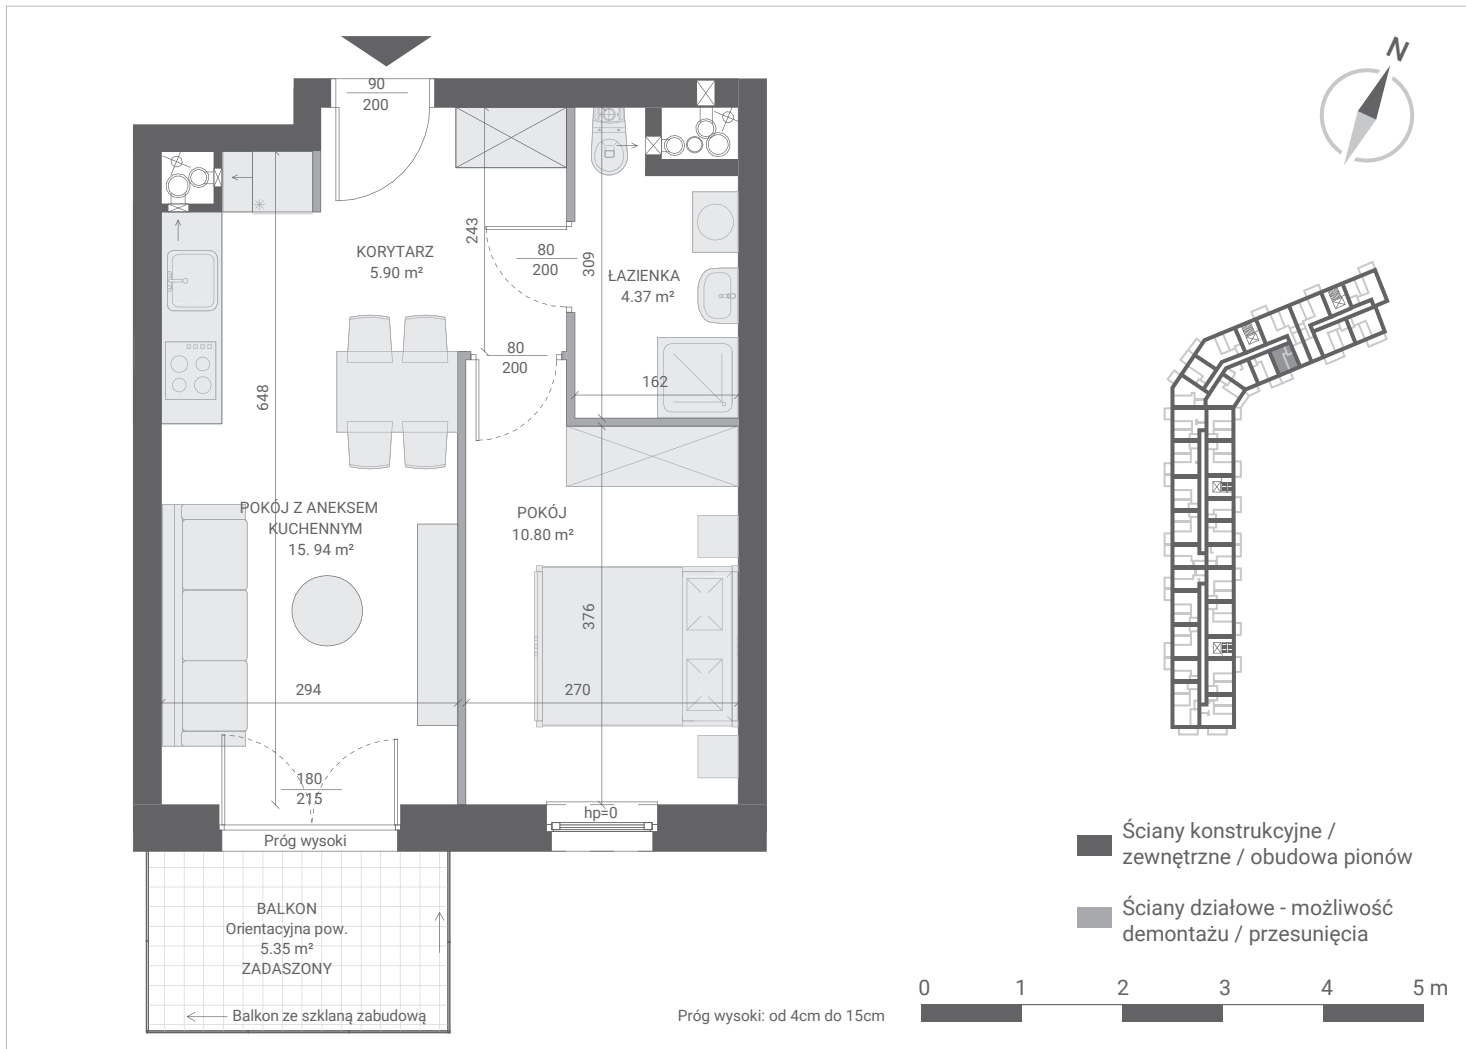 N
90
200
KORYTARZ
5.90 m²
243
80
200
309
ŁAZIENKA
4.37 m²
80
200
162
648
POKÓJ Z ANEKSEM
KUCHENNYM
15. 94 m²
POKÓJ
10.80 m²
376
294
270
180
215
hp=0
Próg wysoki
BALKON
Orientacyjna pow.
5.35 m²
ZADASZONY
Balkon ze szklaną zabudową
Ściany konstrukcyjne /
zewnętrzne / obudowa pionów
Ściany działowe - możliwość
demontażu / przesunięcia
Próg wysoki: od 4cm do 15cm
0 1 2 3 4 5 m